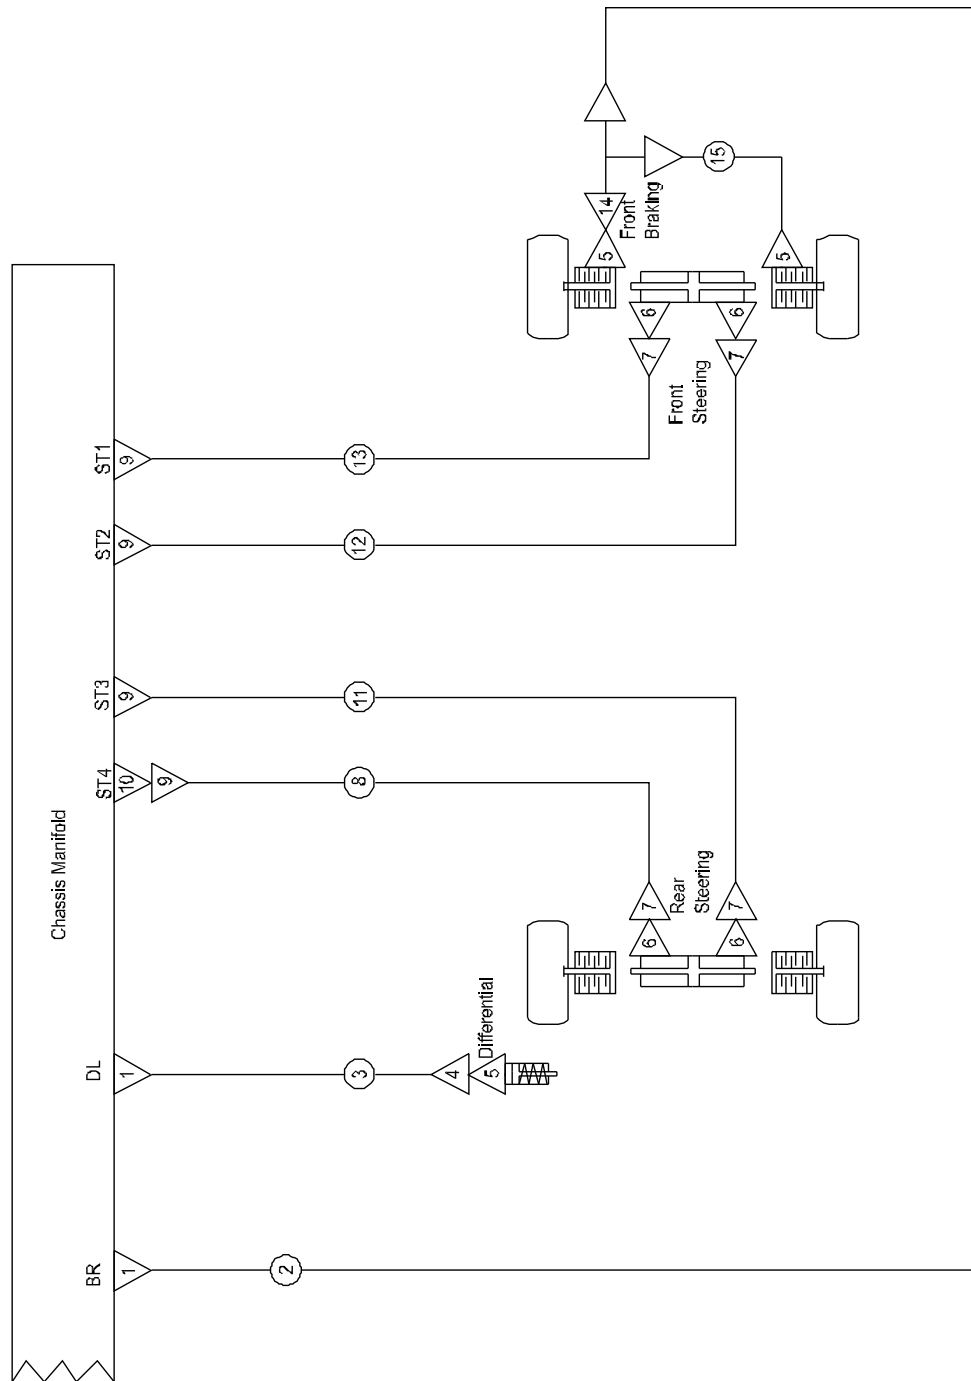 Chassis Manifold
BR
DL
ST4
ST3
ST2
ST1
1
1
10
9
9
9
9
2
3
8
11
12
13
4
5
Differential
6
7
6
7
Rear
Steering
6
7
6
7
Front
Steering
5
14
Front
Braking
15
5